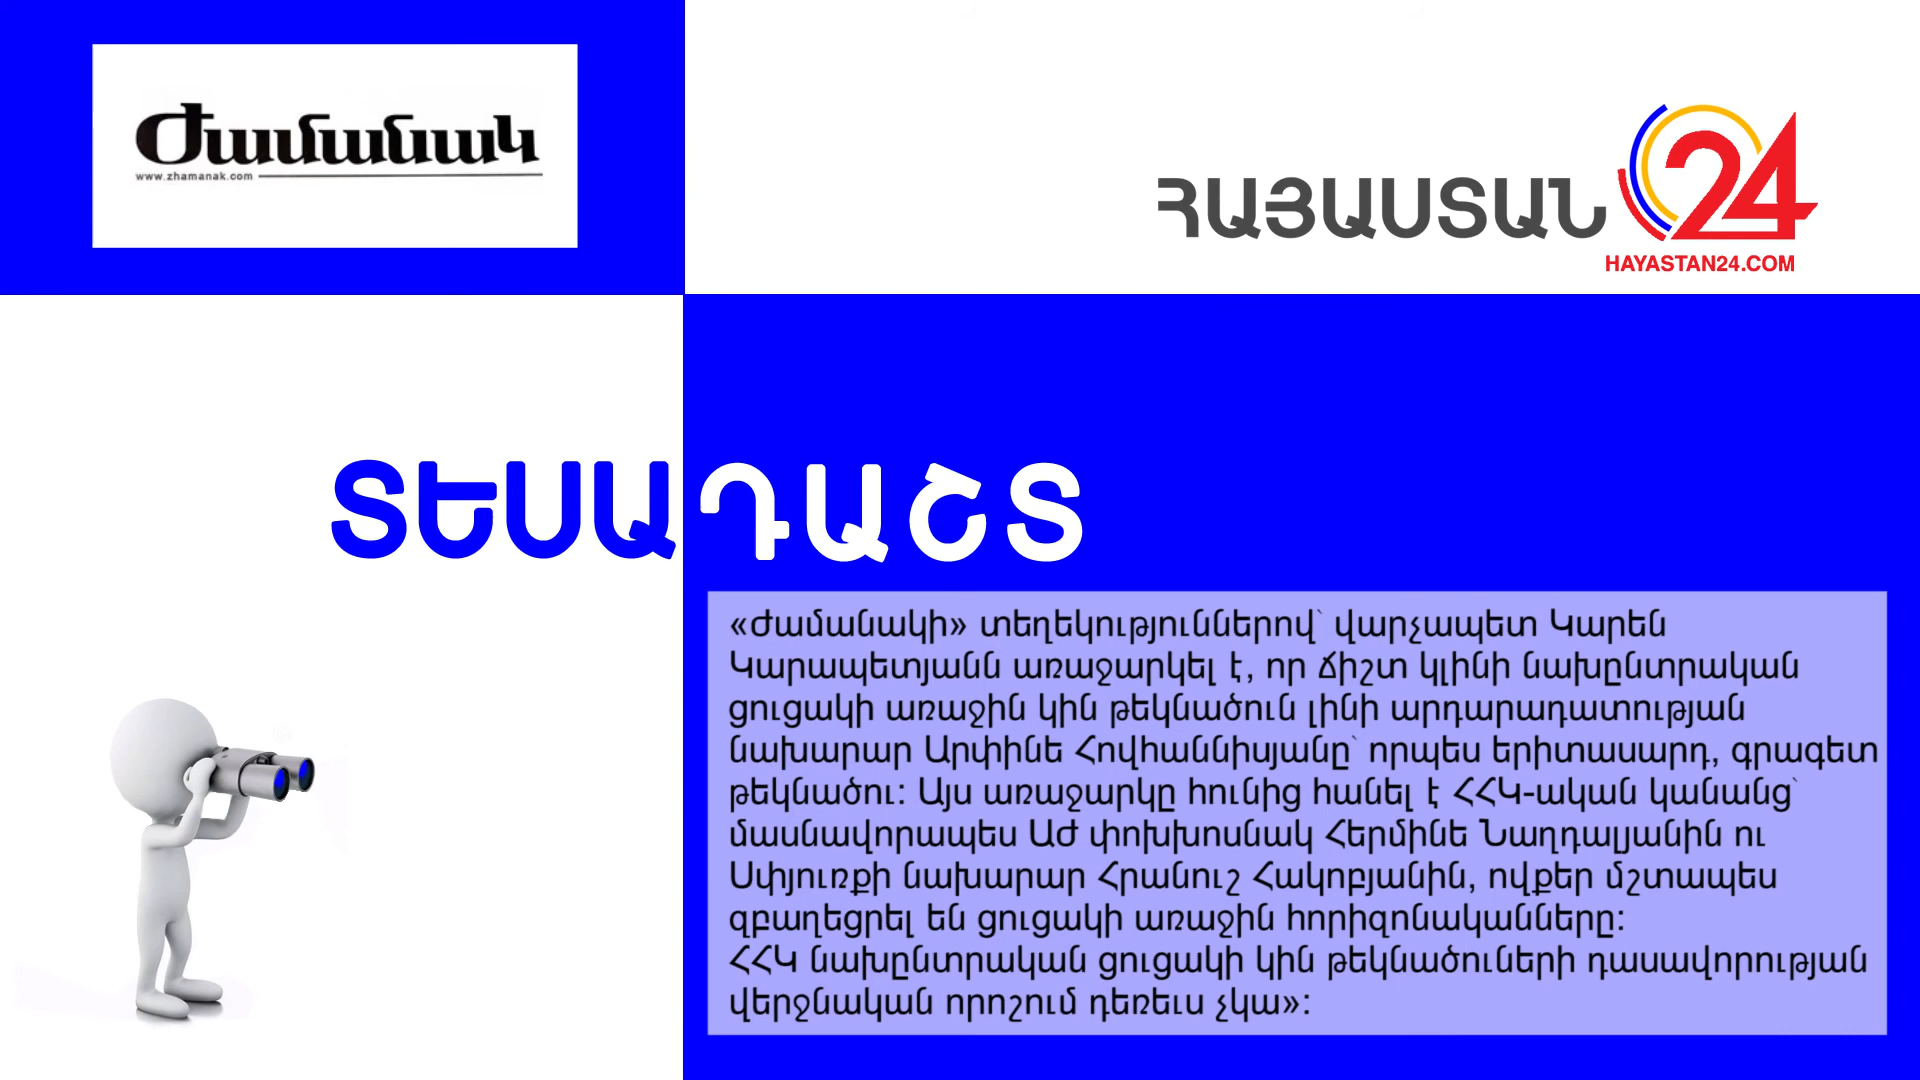 Ժամանակ
www.zhamanak.com
ՀԱՅԱՍՏԱՆ 24
HAYASTAN24.COM
ՏԵՍԱԴԱՇՏ
«Ժամանակի» տեղեկություններով՝ վարչապետ Կարեն
Կարապետյանն առաջարկել է, որ ճիշտ կլինի նախընտրական
ցուցակի առաջին կին թեկնածուն լինի արդարադատության
նախարար Արփինե Հովհաննիսյանը՝ որպես երիտասարդ, գրագետ
թեկնածու: Այս առաջարկը հունից հանել է ՀՀԿ-ական կանանց՝
մասնավորապես ԱԺ փոխխոսնակ Հերմինե Նաղդալյանին ու
Սփյուռքի նախարար Հրանուշ Հակոբյանին, ովքեր մշտապես
զբաղեցրել են ցուցակի առաջին հորիզոնականները:
ՀՀԿ նախընտրական ցուցակի կին թեկնածուների դասավորության
վերջնական որոշում դեռեւս չկա»: